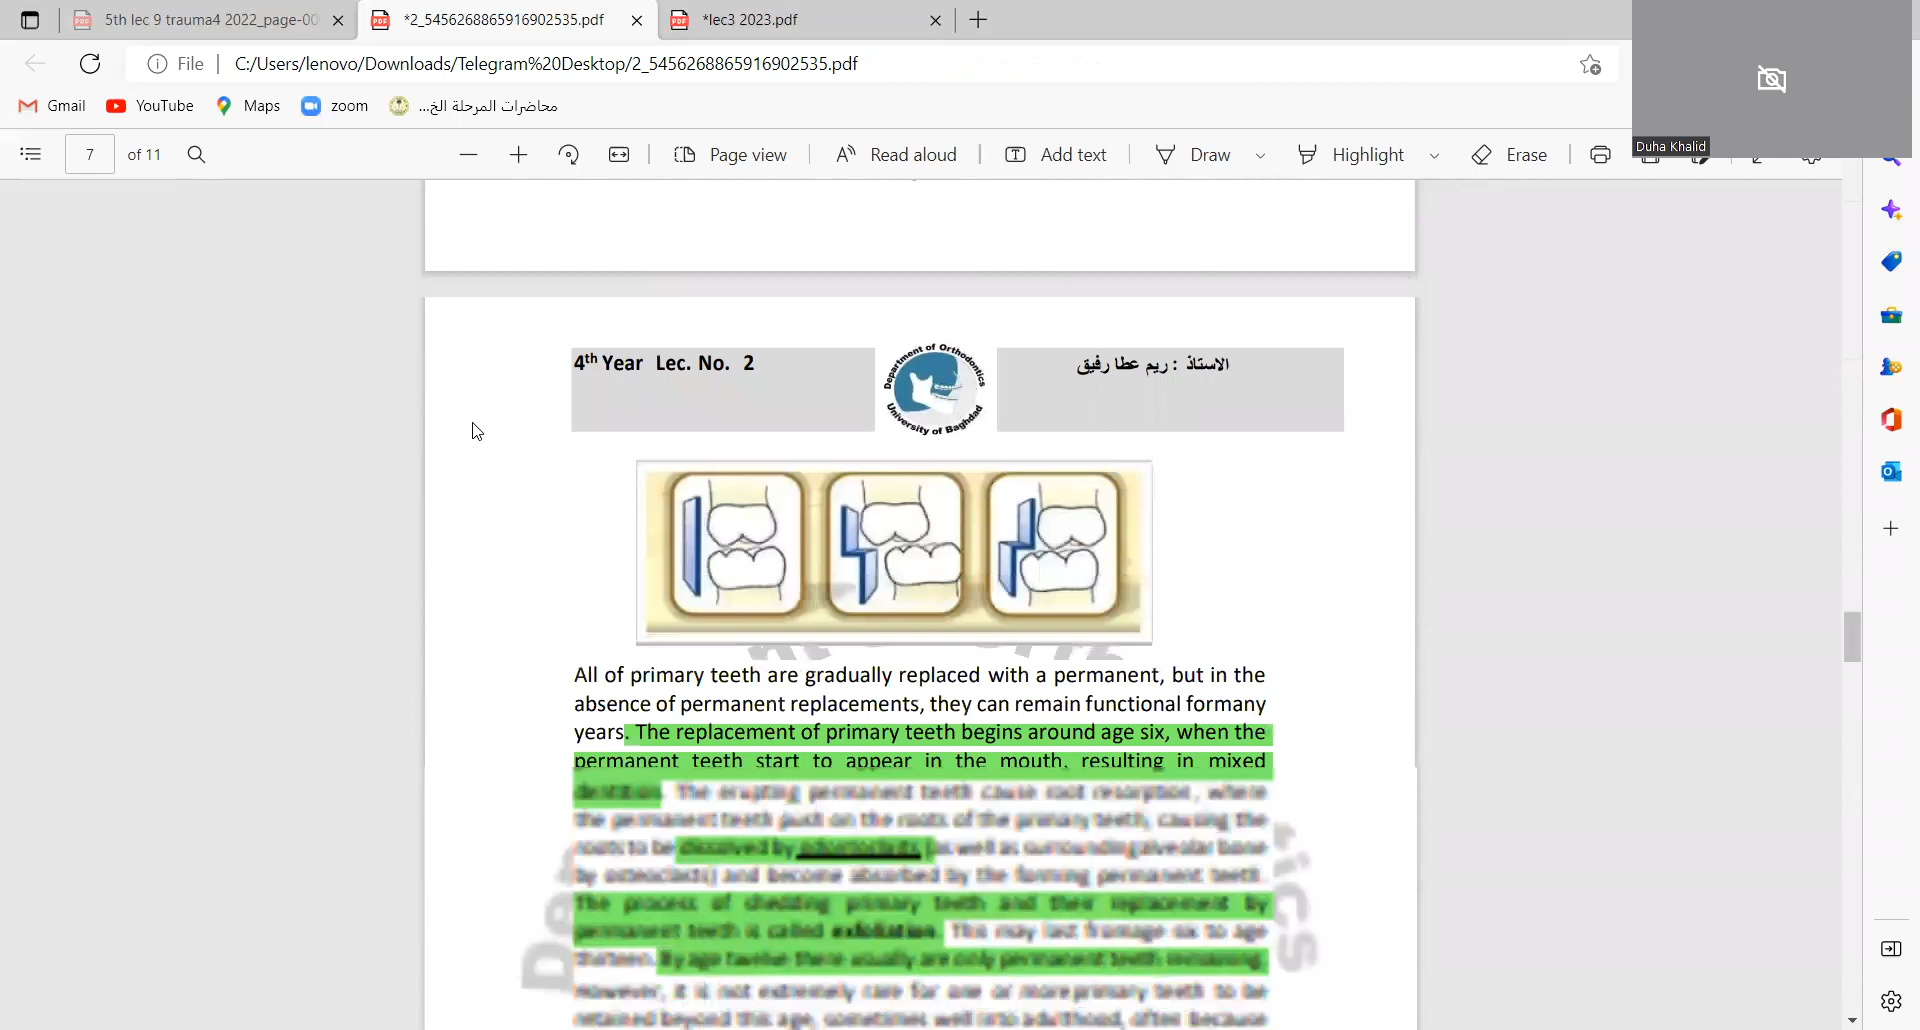 5th lec 9 trauma4 2022_page-00
*2_5456268865916902535.pdf
*lec3 2023.pdf
File
C:/Users/lenovo/Downloads/Telegram%20Desktop/2_5456268865916902535.pdf
Gmail
YouTube
Maps
zoom
محاضرات المرحلة الخ...
Duha Khalid
7
of 11
Page view
Read aloud
Add text
Draw
Highlight
Erase
4th Year Lec. No. 2
Department of Orthodontics
University of Baghdad
الاستاذ : ريم عطا رفيق
All of primary teeth are gradually replaced with a permanent, but in the
absence of permanent replacements, they can remain functional formany
years. The replacement of primary teeth begins around age six, when the
permanent teeth start to appear in the mouth, resulting in mixed
dentition. The erupting permanent teeth cause root resorption, where
the permanent teeth push on the roots of the primary teeth, causing the
roots to be dissolved by odontoclasts (as well as surrounding alveolar bone
by osteoclasts) and become absorbed by the forming permanent teeth.
The process of shedding primary teeth and their replacement by
permanent teeth is called exfoliation. This may last from age six to age
thirteen. By age twelve there usually are only permanent teeth remaining.
However, it is not extremely rare for one or more primary teeth to be
retained beyond this age, sometimes well into adulthood, often because